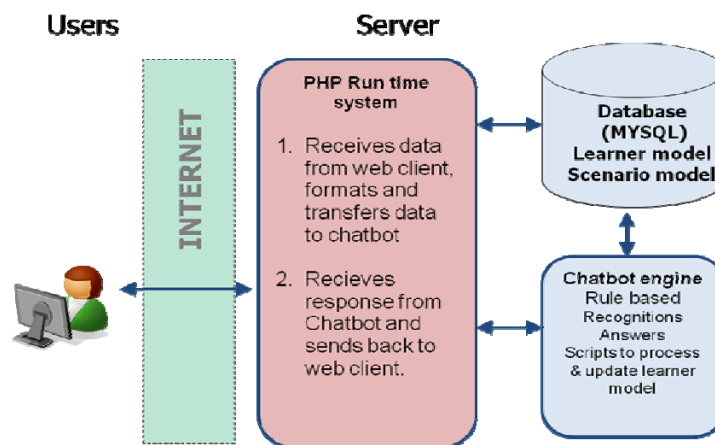 Users
Server
INTERNET
PHP Run time
system
1. Receives data
from web client,
formats and
transfers data
to chatbot
2. Recieves
response from
Chatbot and
sends back to
web client.
Database
(MYSQL)
Learner model
Scenario model
Chatbot engine
Rule based
Recognitions
Answers
Scripts to process
& update learner
model